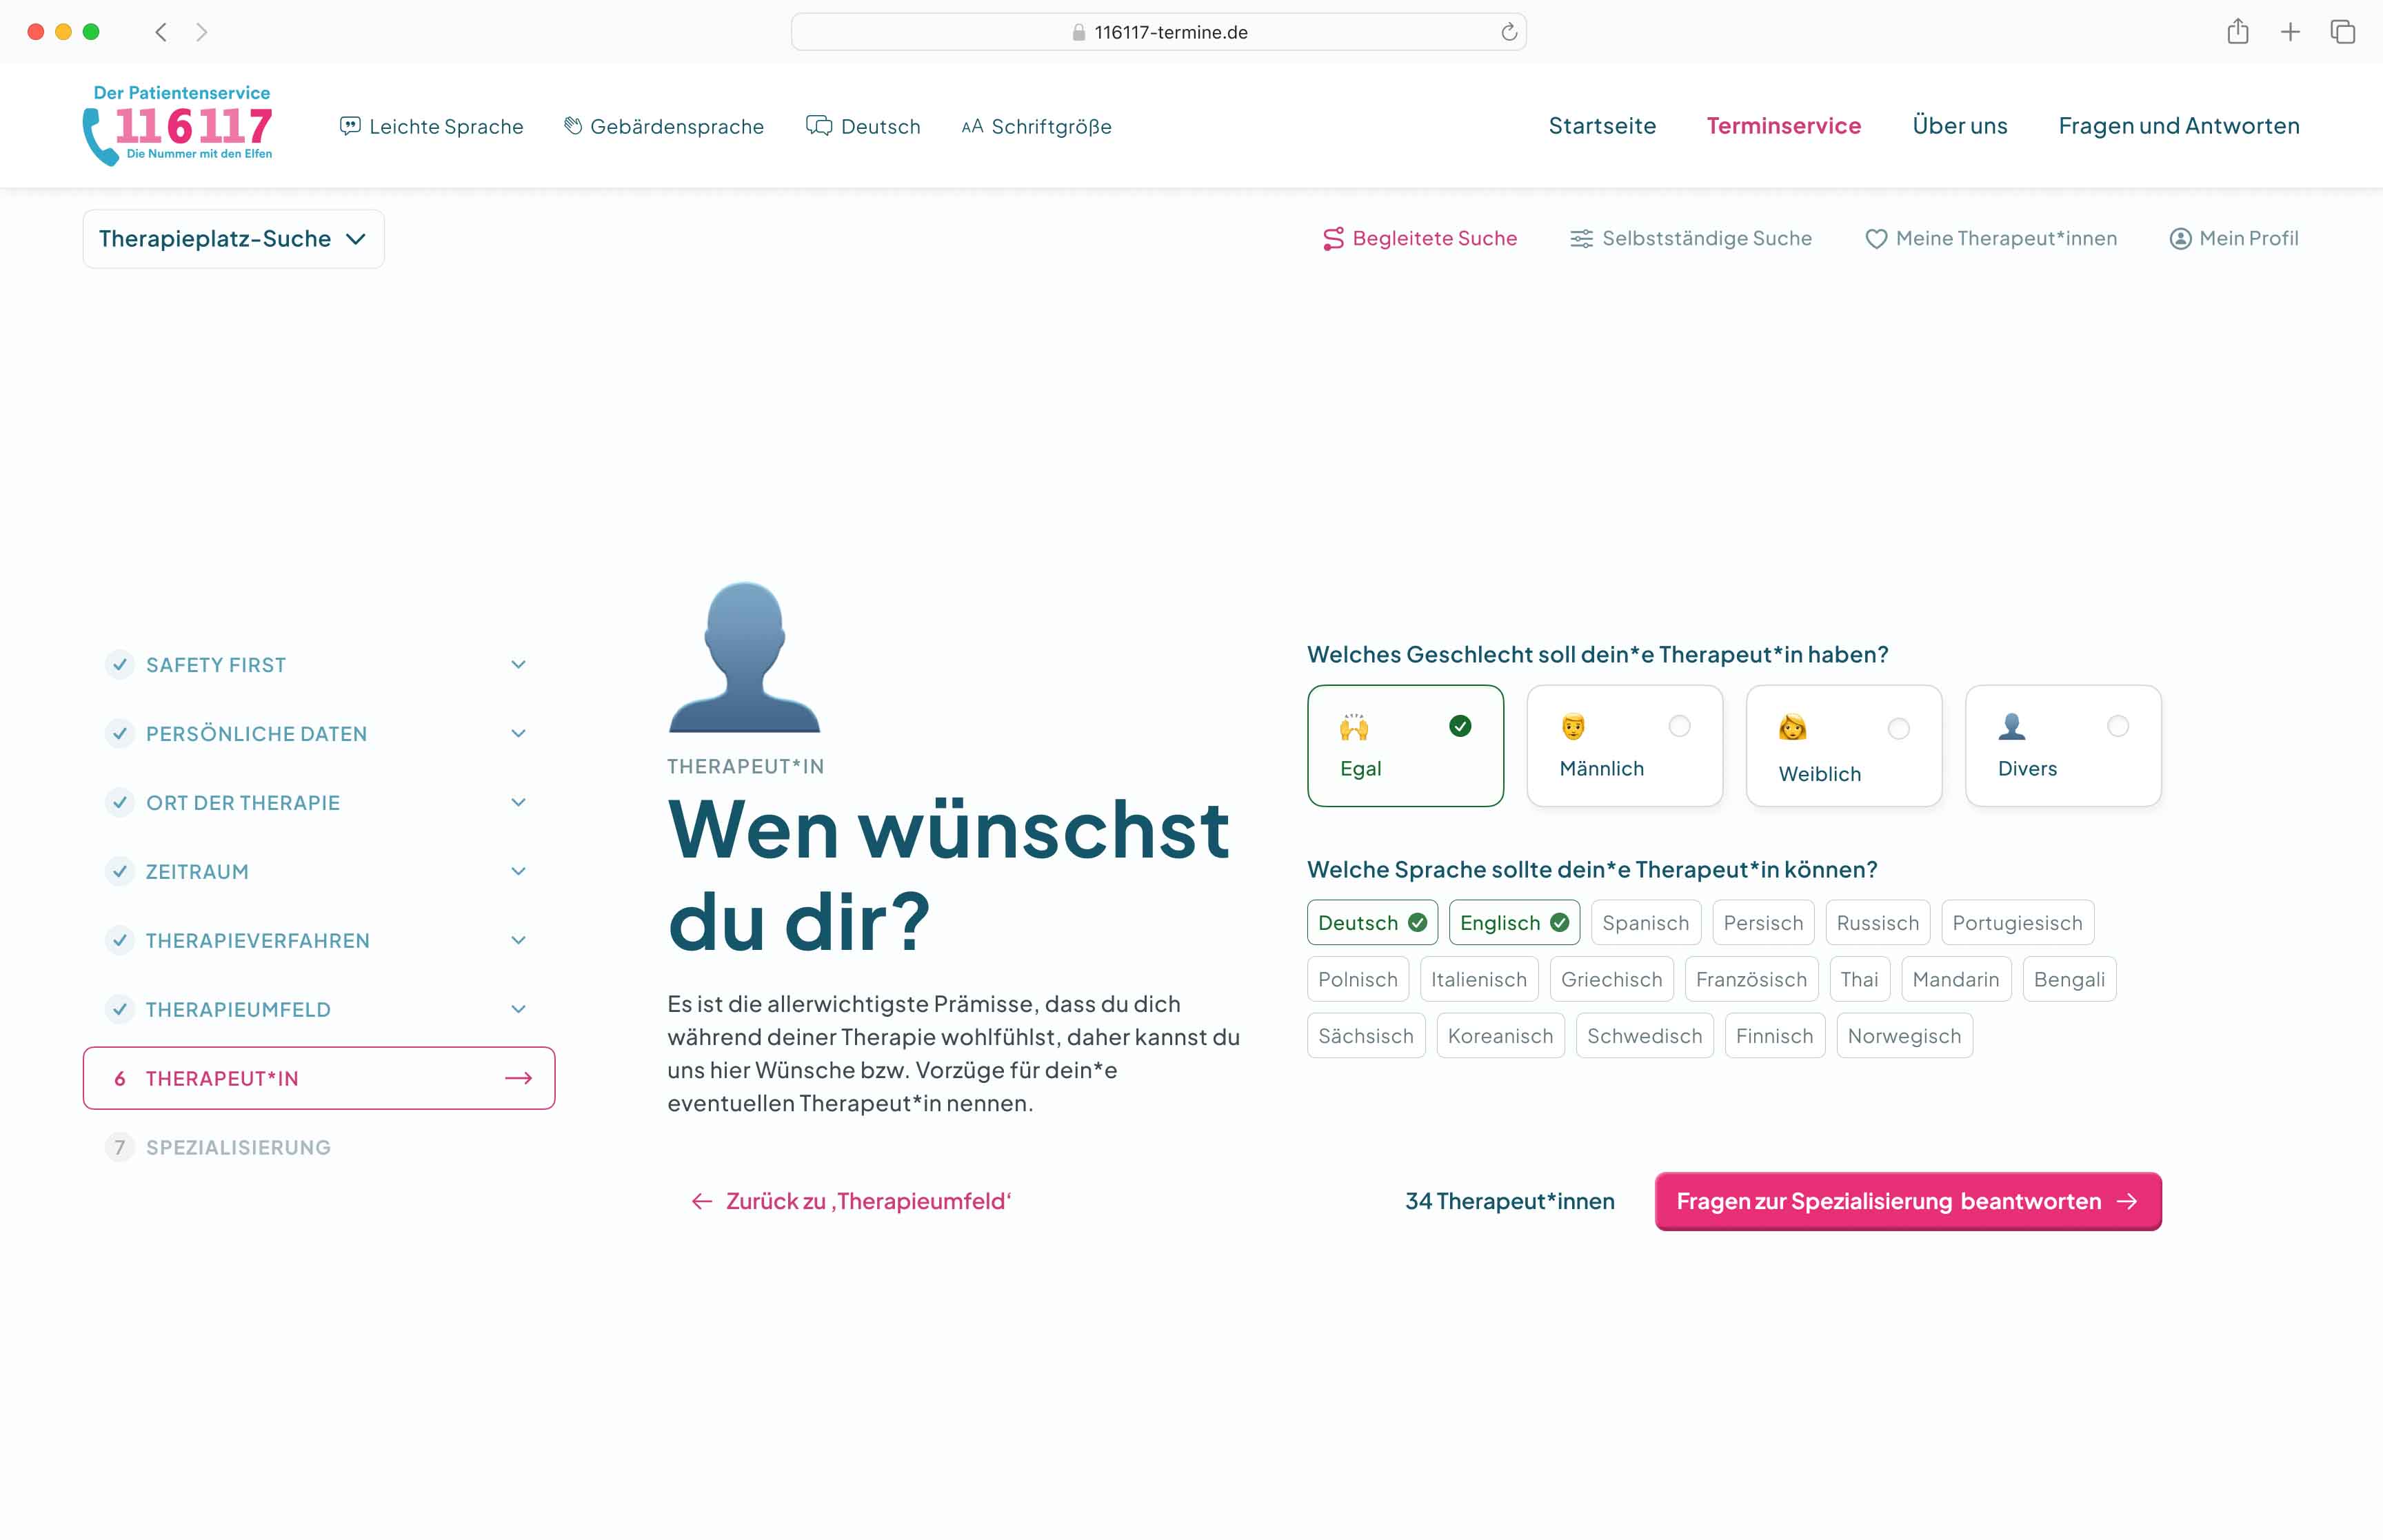 116117-termine.de
Der Patientenservice
116117
Die Nummer mit den Elfen
Leichte Sprache
Gebärdensprache
Deutsch
AA Schriftgröße
Startseite
Terminservice
Über uns
Fragen und Antworten
Therapieplatz-Suche
Begleitete Suche
Selbstständige Suche
Meine Therapeut*innen
Mein Profil
SAFETY FIRST
PERSÖNLICHE DATEN
ORT DER THERAPIE
ZEITRAUM
THERAPIEVERFAHREN
THERAPIEUMFELD
6 THERAPEUT*IN
7 SPEZIALISIERUNG
THERAPEUT*IN
Wen wünschst
du dir?
Es ist die allerwichtigste Prämisse, dass du dich
während deiner Therapie wohlfühlst, daher kannst du
uns hier Wünsche bzw. Vorzüge für dein*e
eventuellen Therapeut*in nennen.
Zurück zu ‚Therapieumfeld‘
Welches Geschlecht soll dein*e Therapeut*in haben?
Egal
Männlich
Weiblich
Divers
Welche Sprache sollte dein*e Therapeut*in können?
Deutsch Englisch Spanisch Persisch Russisch Portugiesisch
Polnisch Italienisch Griechisch Französisch Thai Mandarin Bengali
Sächsisch Koreanisch Schwedisch Finnisch Norwegisch
34 Therapeut*innen
Fragen zur Spezialisierung beantworten